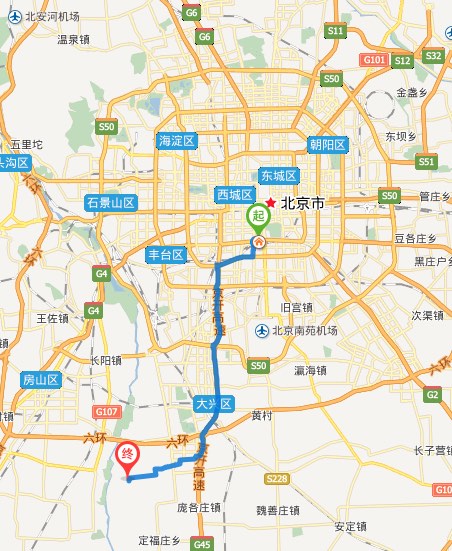 北安河机场
G6
温泉镇
G6
S11
S32
G101
S12
S50
金盏乡
S50
五里坨
海淀区
朝阳区
东坝乡
头沟区
S51
东城区
六环
西城区
S50
管庄乡
石景山区
北京市
起
豆各庄乡
丰台区
六环
黑庄户乡
G4
京开高速
旧宫镇
G4
次渠镇
王佐镇
北京南苑机场
长阳镇
S50
瀛海镇
六环
房山区
G2
大兴区
G107
黄村
六环
六环
长子营镇
终
京开高速
S228
G10
庞各庄镇
魏善庄镇
安定镇
定福庄乡
G45